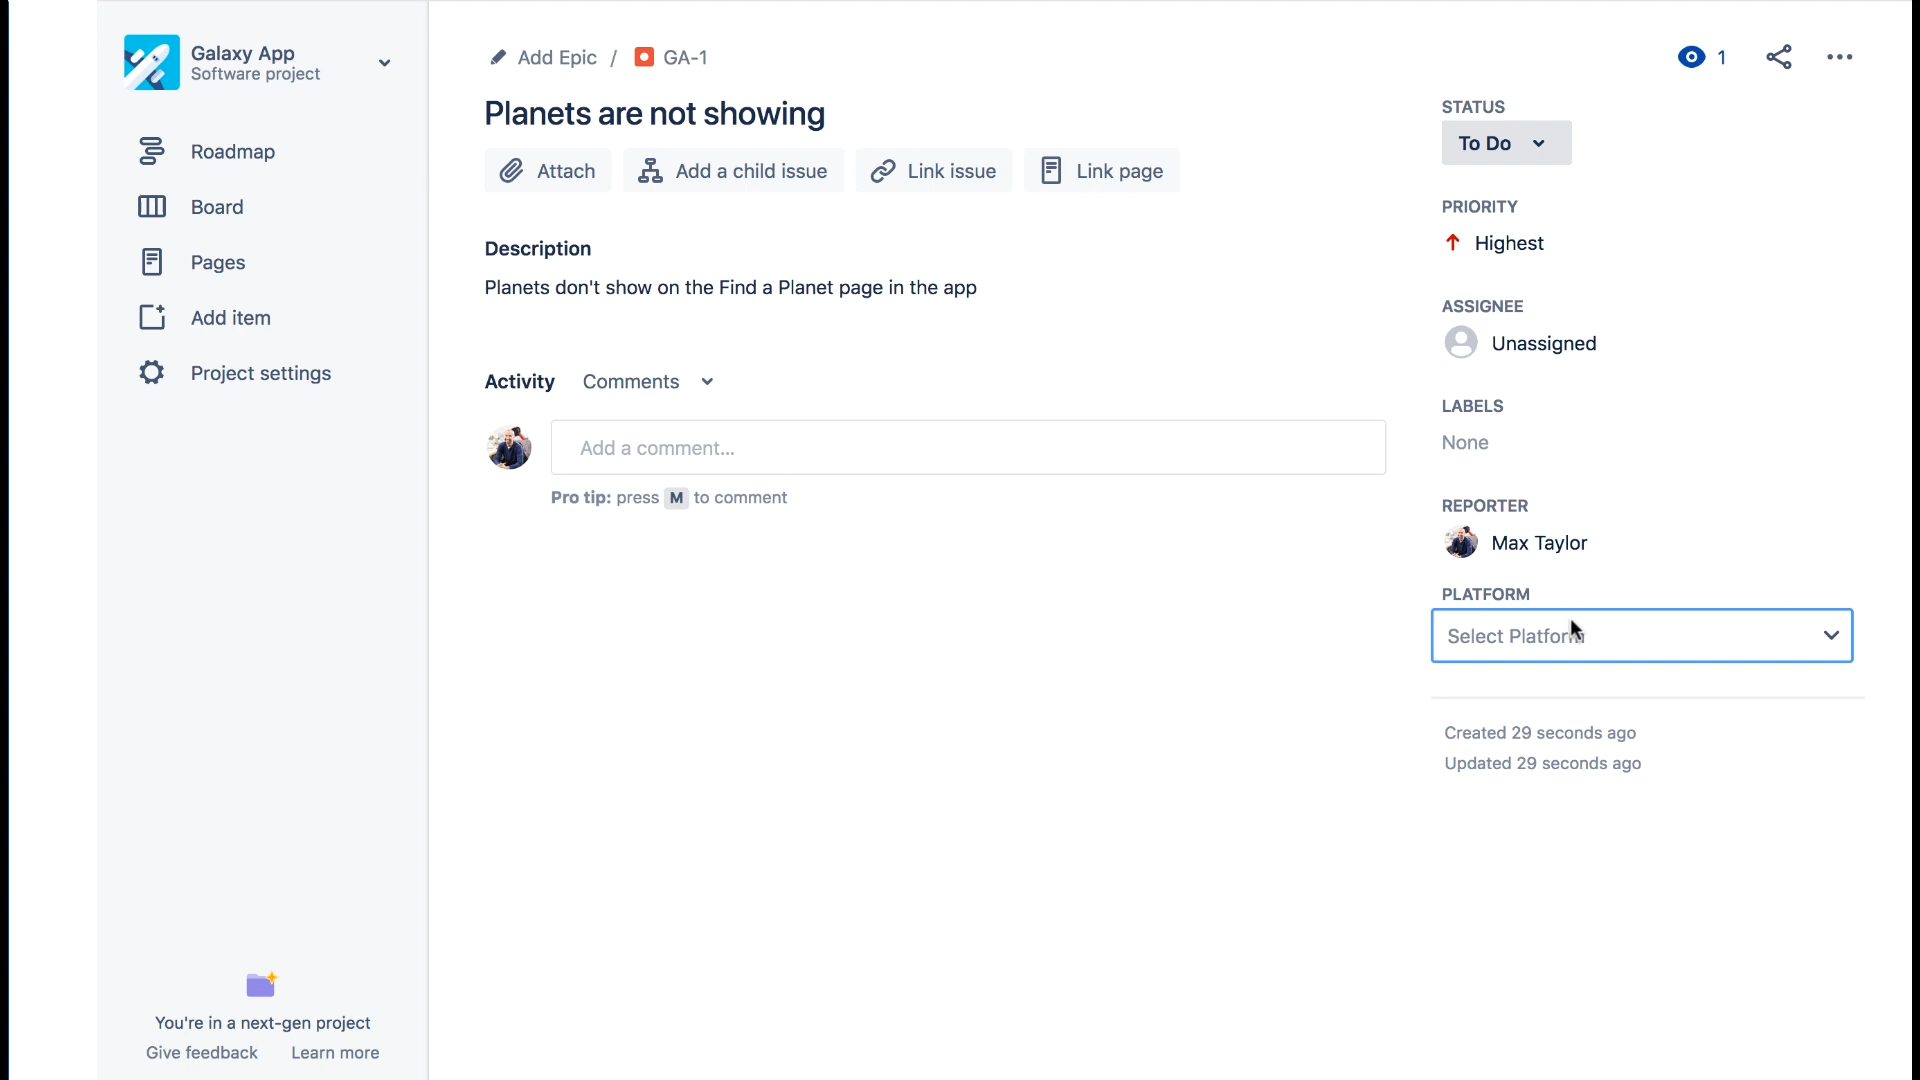 Galaxy App
Software project
Roadmap
Board
Pages
Add item
Project settings
You're in a next-gen project
Give feedback Learn more
Add Epic / GA-1
1
Planets are not showing
Attach Add a child issue Link issue Link page
Description
Planets don't show on the Find a Planet page in the app
Activity Comments
Add a comment...
Pro tip: press M to comment
STATUS
To Do
PRIORITY
Highest
ASSIGNEE
Unassigned
LABELS
None
REPORTER
Max Taylor
PLATFORM
Select Platform
Created 29 seconds ago
Updated 29 seconds ago